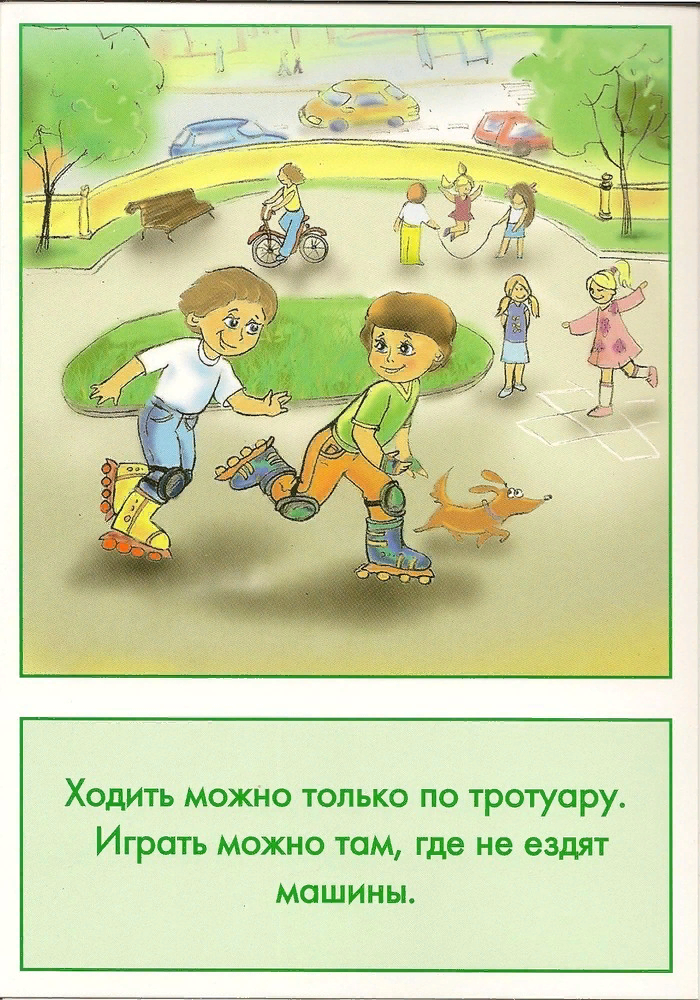 Ходить можно только по тротуару.
Играть можно там, где не ездят
машины.